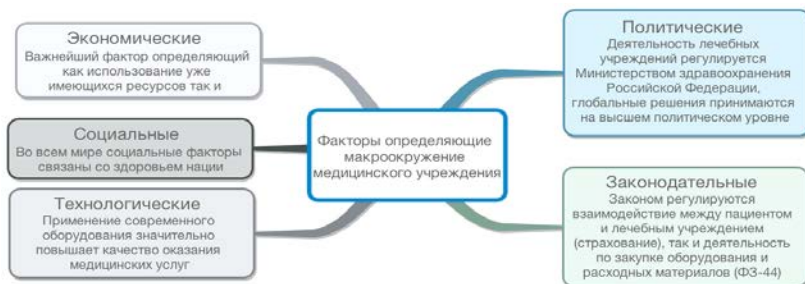 Экономические
Важнейший фактор определяющий
как использование уже
имеющихся ресурсов так и
Социальные
Во всем мире социальные факторы
связаны со здоровьем нации
Технологические
Применение современного
оборудования значительно
повышает качество оказания
медицинских услуг
Факторы определяющие
макроокружение
медицинского учреждения
Политические
Деятельность лечебных
учреждений регулируется
Министерством здравоохранения
Российской Федерации,
глобальные решения принимаются
на высшем политическом уровне
Законодательные
Законом регулируются
взаимодействие между пациентом
и лечебным учреждением
(страхование), так и деятельность
по закупке оборудования и
расходных материалов (ФЗ-44)